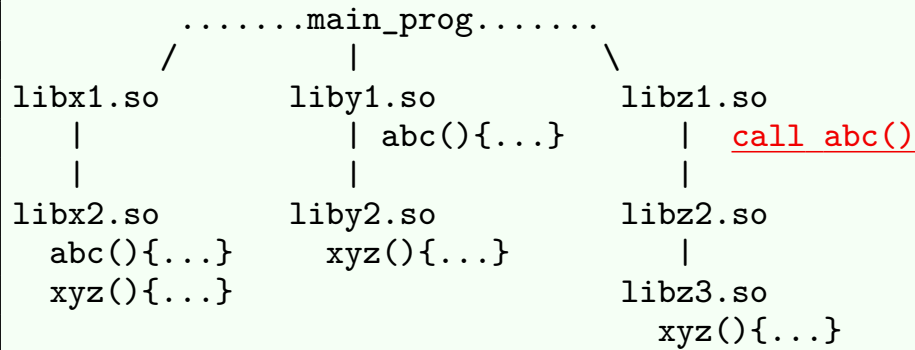 .......main_prog.......
/ | \
libx1.so liby1.so libz1.so
| | abc(){...} | call abc()
| | |
libx2.so liby2.so libz2.so
abc(){...} xyz(){...} |
xyz(){...} libz3.so
xyz(){...}